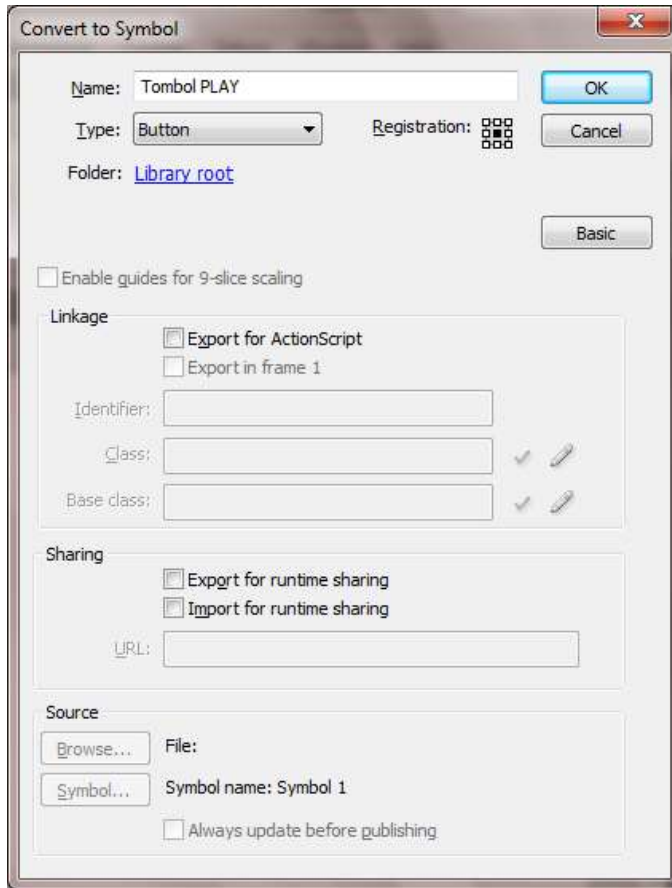 Convert to Symbol
Name: Tombol PLAY
OK
Type: Button
Registration:
Cancel
Folder: Library root
Basic
Enable guides for 9-slice scaling
Linkage
Export for ActionScript
Export in frame 1
Identifier:
Class:
Base class:
Sharing
Export for runtime sharing
Import for runtime sharing
URL:
Source
Browse... File:
Symbol... Symbol name: Symbol 1
Always update before publishing